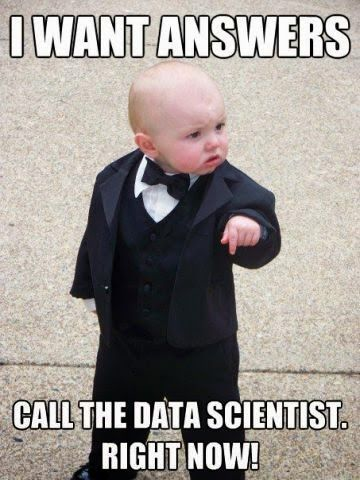 I WANT ANSWERS
CALL THE DATA SCIENTIST.
RIGHT NOW!